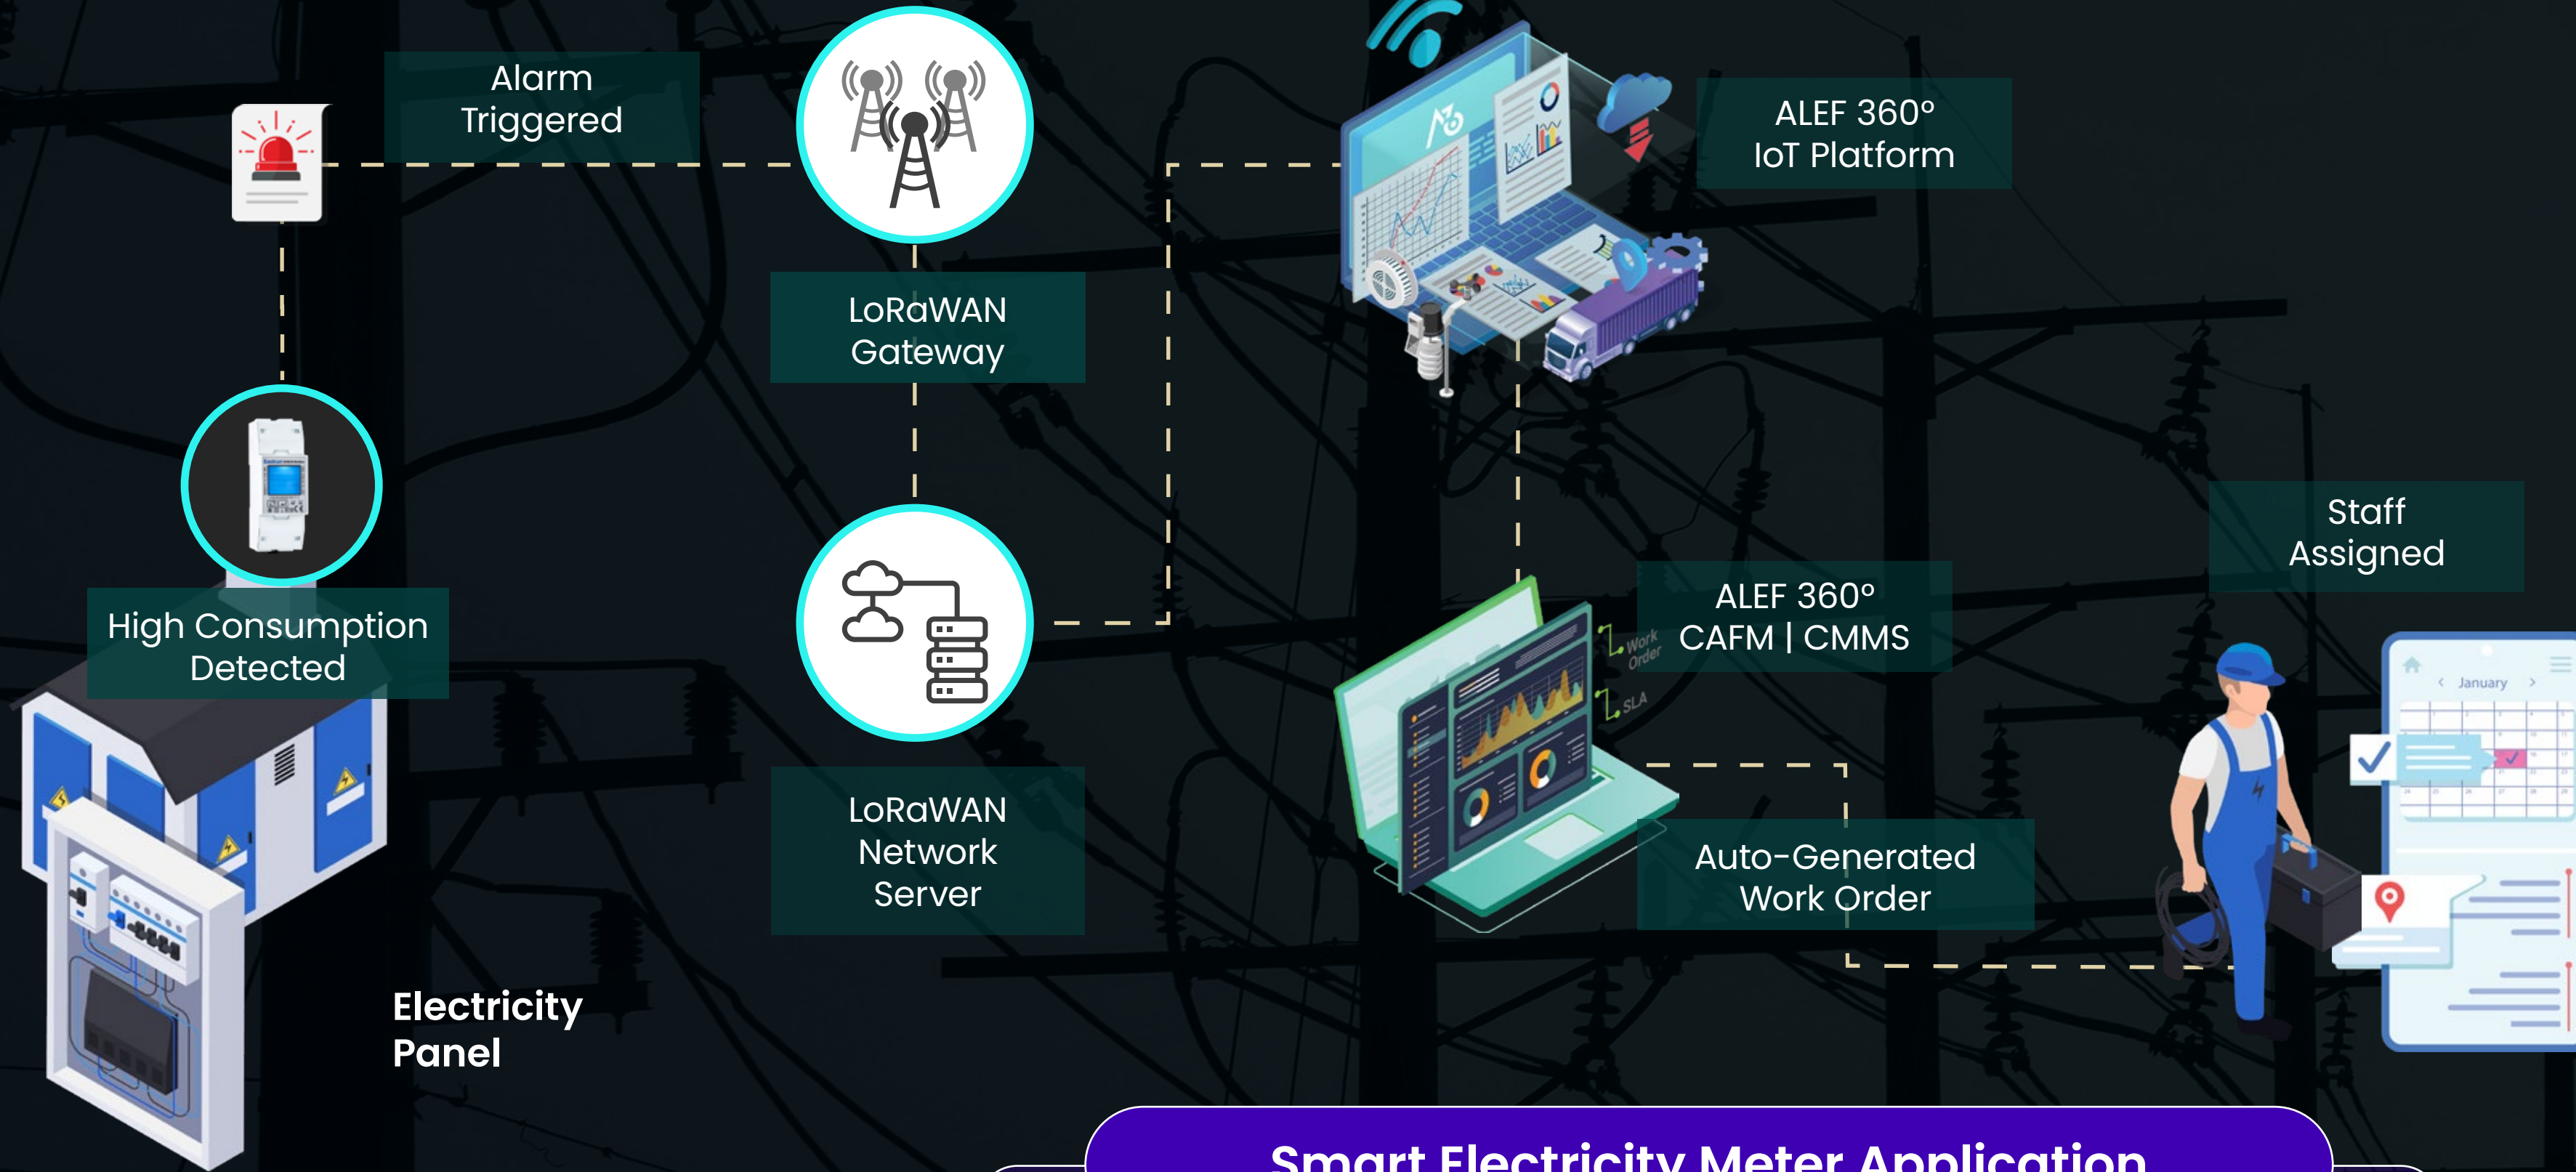 Alarm
Triggered
ALEF 360°
IoT Platform
LoRaWAN
Gateway
Staff
Assigned
High Consumption
Detected
ALEF 360°
CAFM | CMMS
Work
Order
SLA
January
LoRaWAN
Network
Server
Auto-Generated
Work Order
Electricity
Panel
Smart Electricity Meter Application